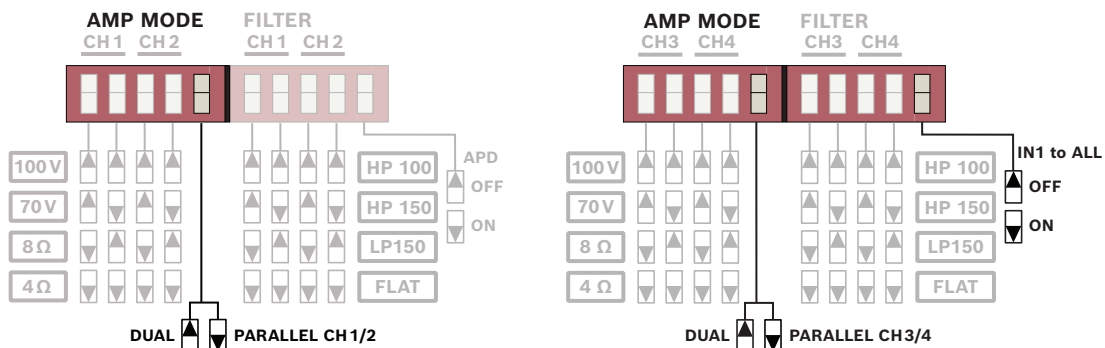 AMP MODE FILTER
CH 1 CH 2 CH 1 CH 2
100 V HP 100 APD
OFF
70 V HP 150
ON
8 Ω LP150
4 Ω FLAT
DUAL PARALLEL CH 1/2
AMP MODE FILTER
CH3 CH4 CH3 CH4
100 V HP 100 IN1 to ALL
OFF
70 V HP 150
ON
8 Ω LP150
4 Ω FLAT
DUAL PARALLEL CH 3/4